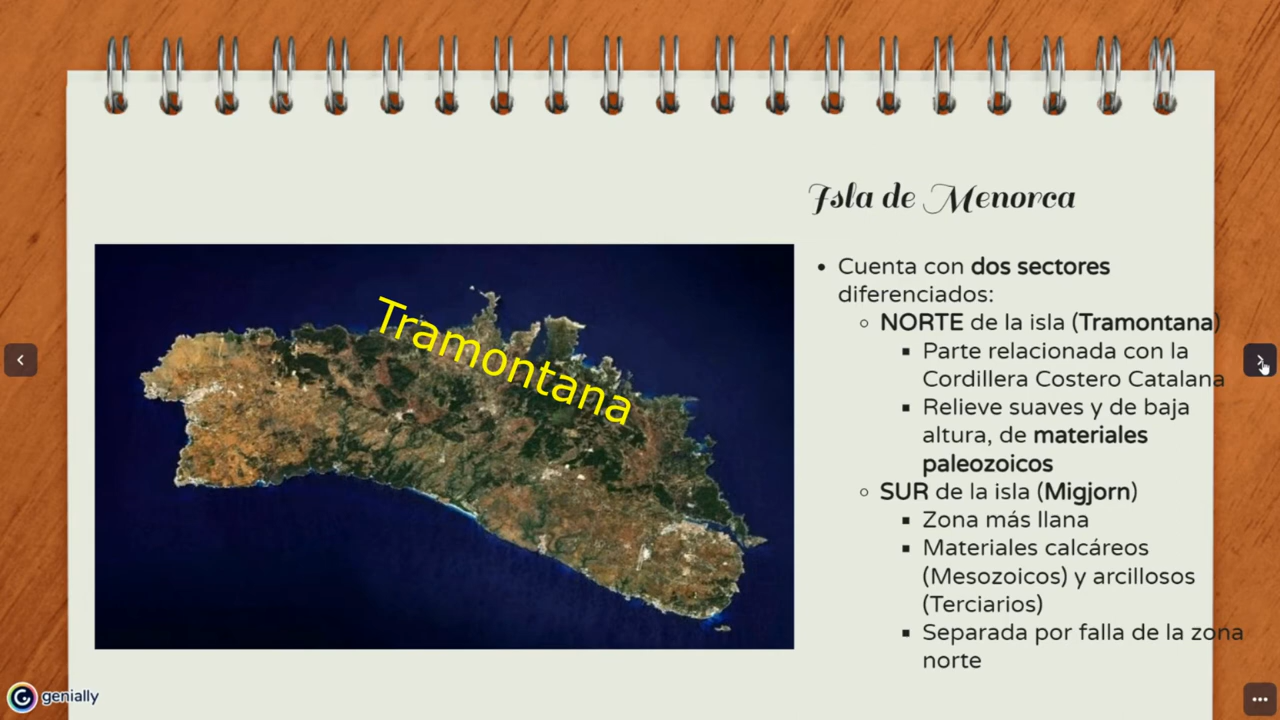 Isla de Menorca
Tramontana
• Cuenta con dos sectores
diferenciados:
○ NORTE de la isla (Tramontana)
▪ Parte relacionada con la
Cordillera Costero Catalana
▪ Relieve suaves y de baja
altura, de materiales
paleozoicos
○ SUR de la isla (Migjorn)
▪ Zona más llana
▪ Materiales calcáreos
(Mesozoicos) y arcillosos
(Terciarios)
▪ Separada por falla de la zona
norte
genially